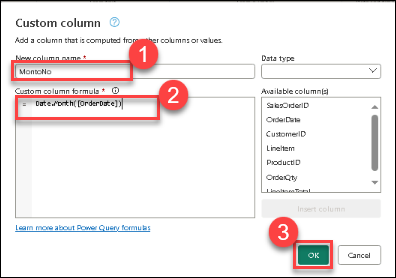 Custom column
Add a column that is computed from other columns or values.
New column name *
Data type
1
MontoNo
Custom column formula *
Available column(s)
= Date.Month([OrderDate])
2
SalesOrderID
OrderDate
CustomerID
LineItem
ProductID
OrderQty
LineItemTotal
Insert column
Learn more about Power Query formulas
3
OK
Cancel